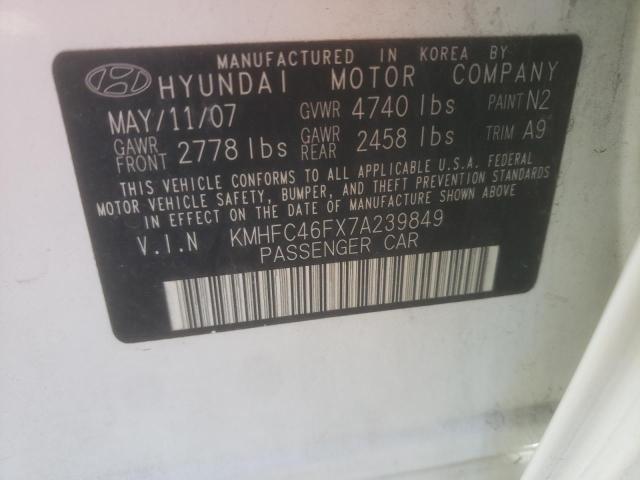 MANUFACTURED IN KOREA BY
HYUNDAI MOTOR COMPANY
MAY/11/07 GVWR 4740 lbs PAINT N2
GAWR FRONT 2778 lbs GAWR REAR 2458 lbs TRIM A9
THIS VEHICLE CONFORMS TO ALL APPLICABLE U.S.A. FEDERAL
MOTOR VEHICLE SAFETY, BUMPER, AND THEFT PREVENTION STANDARDS
IN EFFECT ON THE DATE OF MANUFACTURE SHOWN ABOVE
V.I.N KMHFC46FX7A239849
PASSENGER CAR